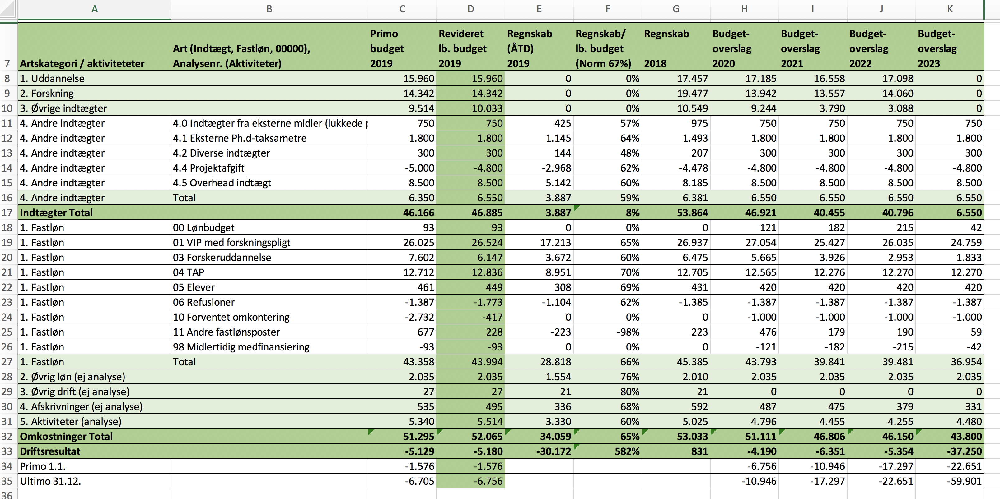 A B C D E F G H I J K
7 Artskategori / aktiviteteter Art (Indtægt, Fastløn, 00000), Analysenr. (Aktiviteter) Primo budget 2019 Revideret lb. budget 2019 Regnskab (ÅTD) 2019 Regnskab/ lb. budget (Norm 67%) Regnskab 2018 Budget-overslag 2020 Budget-overslag 2021 Budget-overslag 2022 Budget-overslag 2023
8 1. Uddannelse 15.960 15.960 0 0% 17.457 17.185 16.558 17.098 0
9 2. Forskning 14.342 14.342 0 0% 19.477 13.942 13.557 14.060 0
10 3. Øvrige indtægter 9.514 10.033 0 0% 10.549 9.244 3.790 3.088 0
11 4. Andre indtægter 4.0 Indtægter fra eksterne midler (lukkede 750 750 425 57% 975 750 750 750 750
12 4. Andre indtægter 4.1 Eksterne Ph.d-taksametre 1.800 1.800 1.145 64% 1.493 1.800 1.800 1.800 1.800
13 4. Andre indtægter 4.2 Diverse indtægter 300 300 144 48% 207 300 300 300 300
14 4. Andre indtægter 4.4 Projektafgift -5.000 -4.800 -2.968 62% -4.478 -4.800 -4.800 -4.800 -4.800
15 4. Andre indtægter 4.5 Overhead indtægt 8.500 8.500 5.142 60% 8.185 8.500 8.500 8.500 8.500
16 4. Andre indtægter Total 6.350 6.550 3.887 59% 6.381 6.550 6.550 6.550 6.550
17 Indtægter Total 46.166 46.885 3.887 8% 53.864 46.921 40.455 40.796 6.550
18 1. Fastløn 00 Lønbudget 93 93 0 0% 0 121 182 215 42
19 1. Fastløn 01 VIP med forskningspligt 26.025 26.524 17.213 65% 26.937 27.054 25.427 26.035 24.759
20 1. Fastløn 03 Forskeruddannelse 7.602 6.147 3.672 60% 6.475 5.665 3.926 2.953 1.833
21 1. Fastløn 04 TAP 12.712 12.836 8.951 70% 12.705 12.565 12.276 12.270 12.270
22 1. Fastløn 05 Elever 461 449 308 69% 431 420 420 420 420
23 1. Fastløn 06 Refusioner -1.387 -1.773 -1.104 62% -1.385 -1.387 -1.387 -1.387 -1.387
24 1. Fastløn 10 Forventet omkontering -2.732 -417 0 0% 0 -1.000 -1.000 -1.000 -1.000
25 1. Fastløn 11 Andre fastlønsposter 677 228 -223 -98% 223 476 179 190 59
26 1. Fastløn 98 Midlertidig medfinansiering -93 -93 0 0% 0 -121 -182 -215 -42
27 1. Fastløn Total 43.358 43.994 28.818 66% 45.385 43.793 39.841 39.481 36.954
28 2. Øvrig løn (ej analyse) 2.035 2.035 1.554 76% 2.010 2.035 2.035 2.035 2.035
29 3. Øvrig drift (ej analyse) 27 27 21 80% 21 0 0 0 0
30 4. Afskrivninger (ej analyse) 535 495 336 68% 592 487 475 379 331
31 5. Aktiviteter (analyse) 5.340 5.514 3.330 60% 5.025 4.796 4.455 4.255 4.480
32 Omkostninger Total 51.295 52.065 34.059 65% 53.033 51.111 46.806 46.150 43.800
33 Driftsresultat -5.129 -5.180 -30.172 582% 831 -4.190 -6.351 -5.354 -37.250
34 Primo 1.1. -1.576 -1.576 -6.756 -10.946 -17.297 -22.651
35 Ultimo 31.12. -6.705 -6.756 -10.946 -17.297 -22.651 -59.901
36